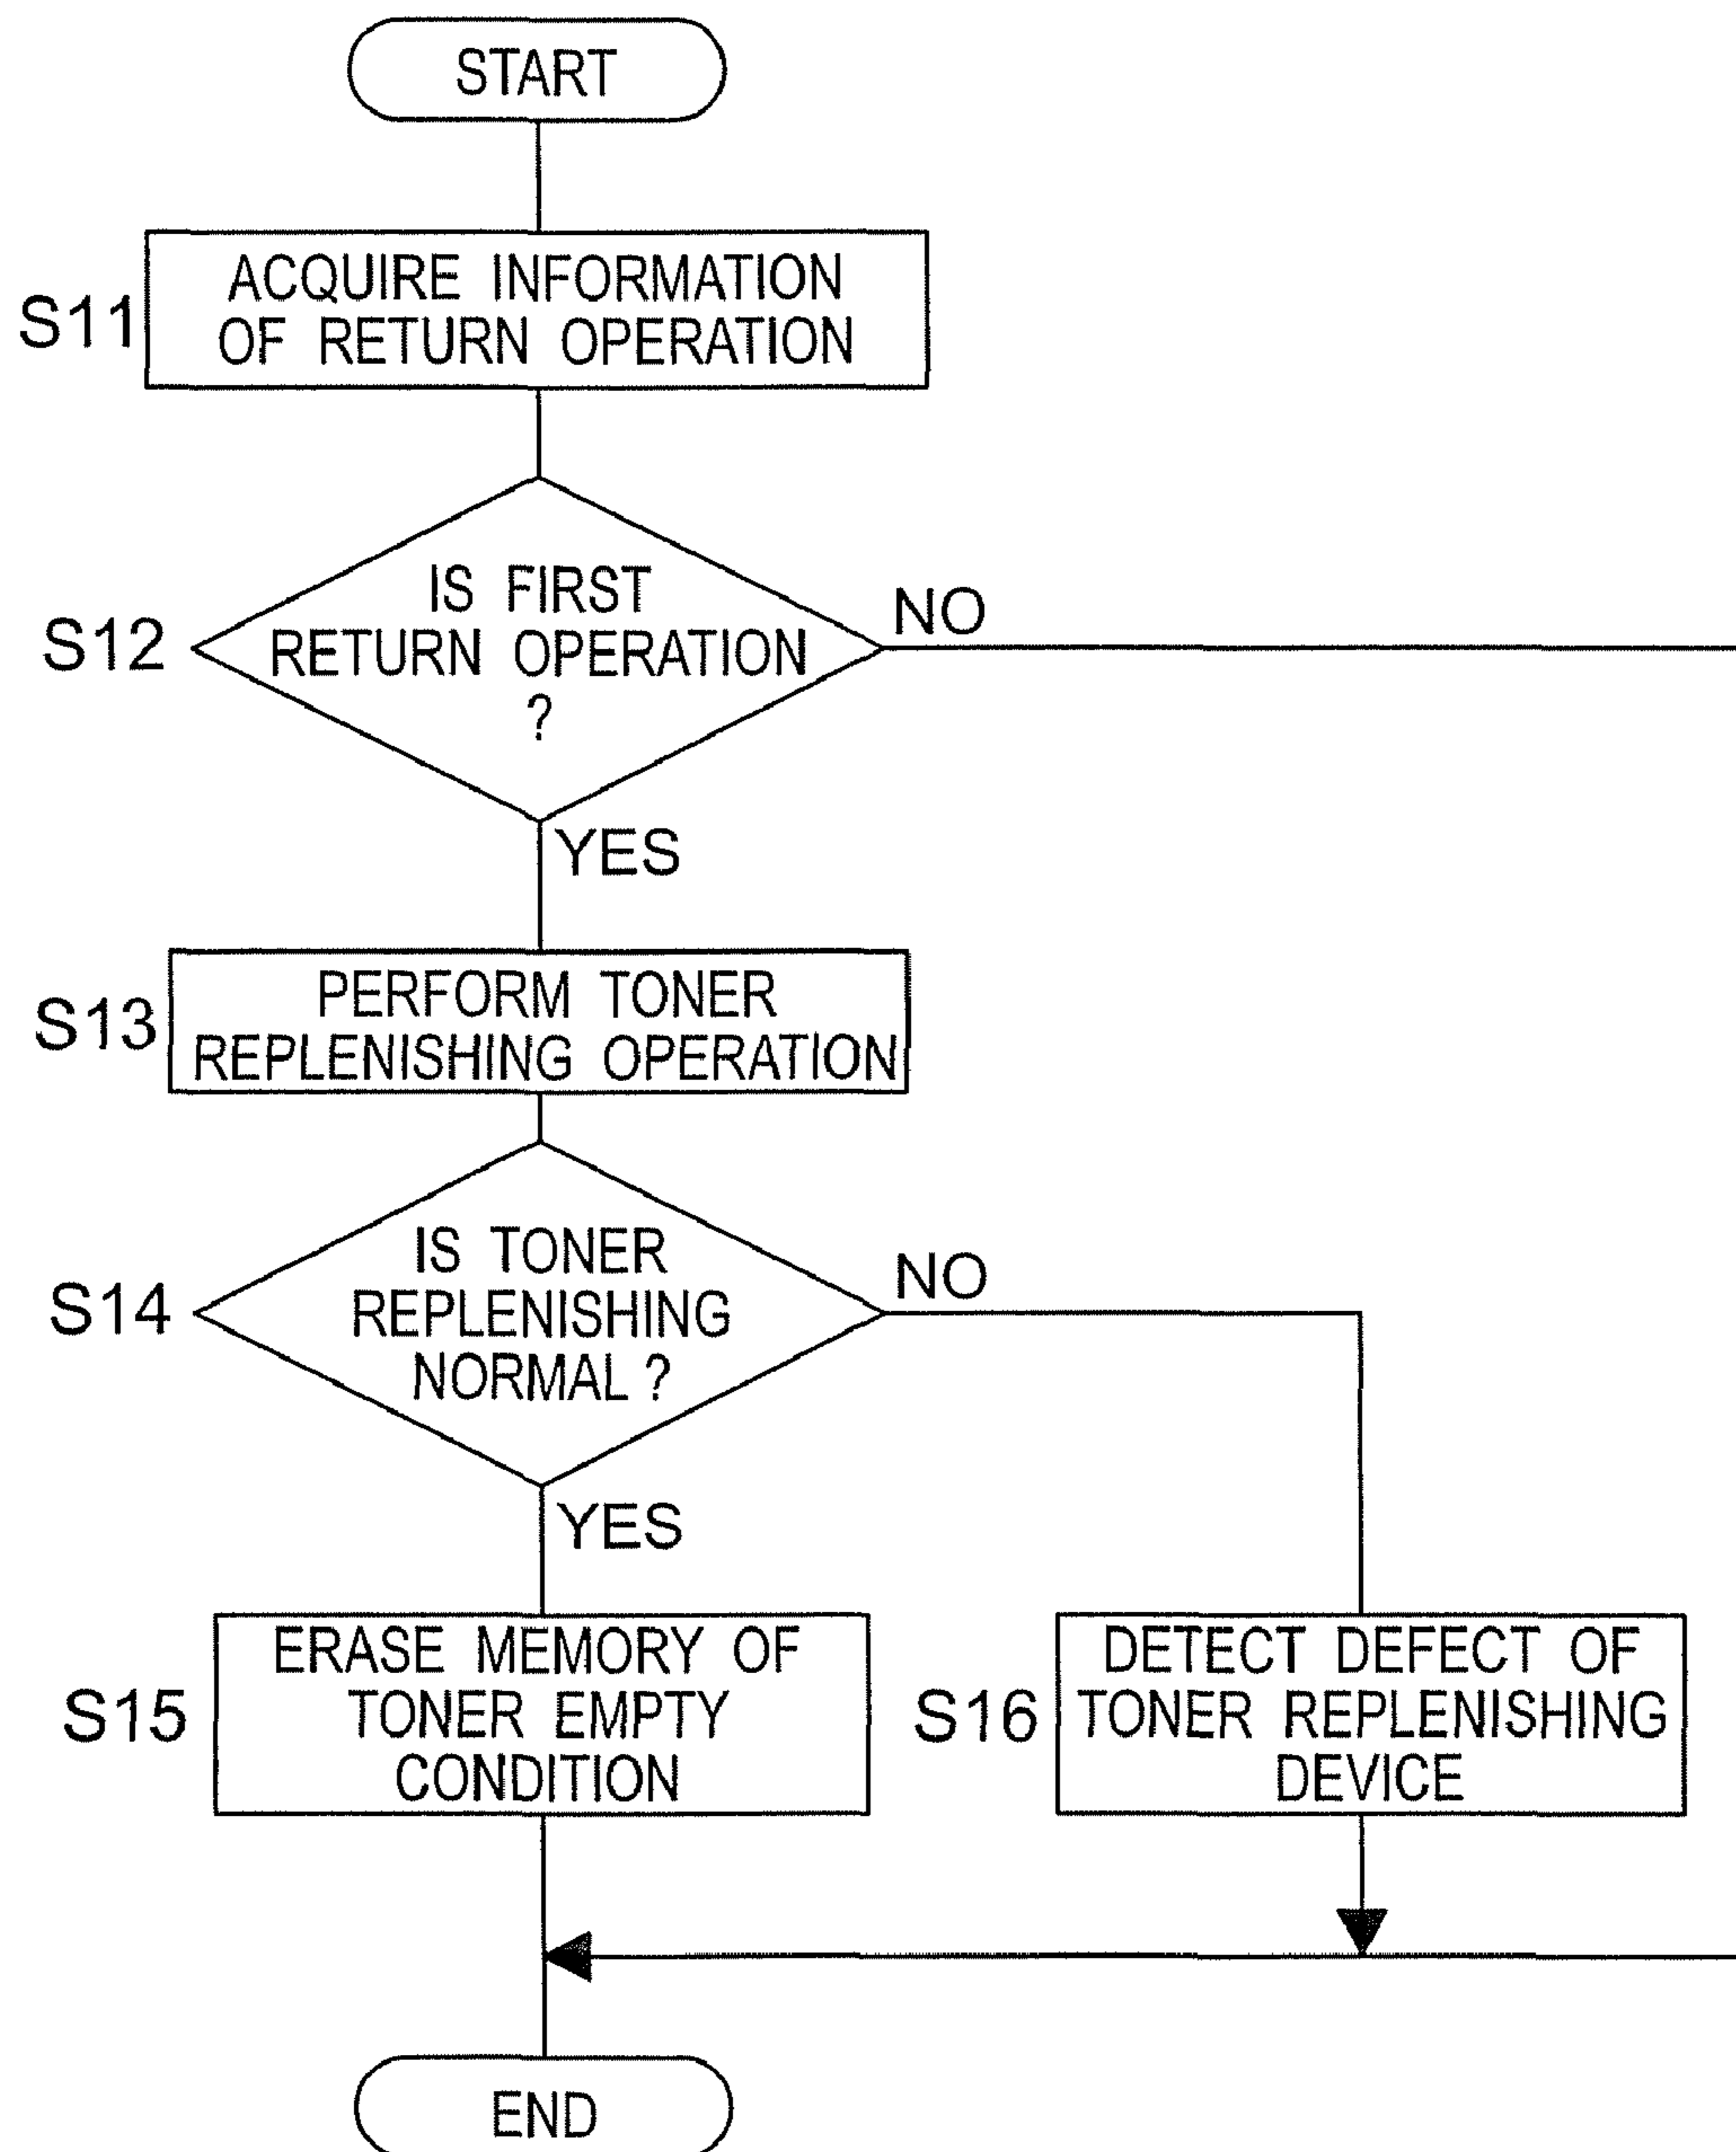 START
S11
ACQUIRE INFORMATION
OF RETURN OPERATION
S12
IS FIRST
RETURN OPERATION
?
NO
YES
S13
PERFORM TONER
REPLENISHING OPERATION
S14
IS TONER
REPLENISHING
NORMAL ?
NO
YES
S15
ERASE MEMORY OF
TONER EMPTY
CONDITION
S16
DETECT DEFECT OF
TONER REPLENISHING
DEVICE
END